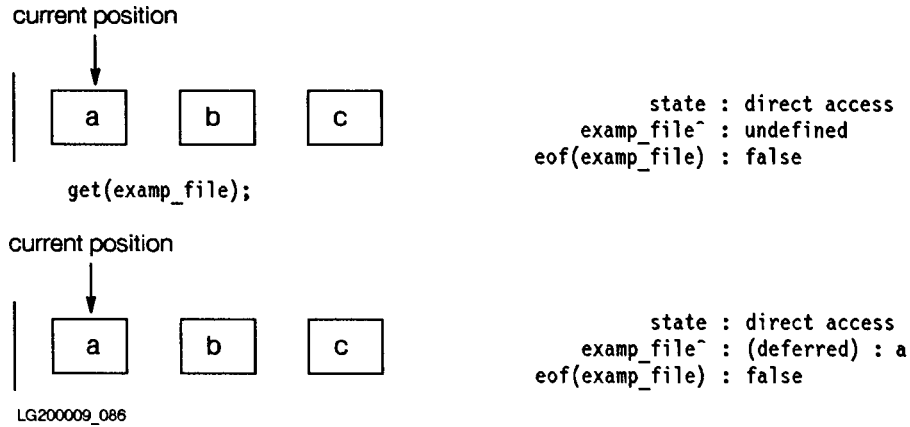 current position
a b c
state : direct access
examp_file^ : undefined
eof(examp_file) : false
get(examp_file);
current position
a b c
state : direct access
examp_file^ : (deferred) : a
eof(examp_file) : false
LG200009_086